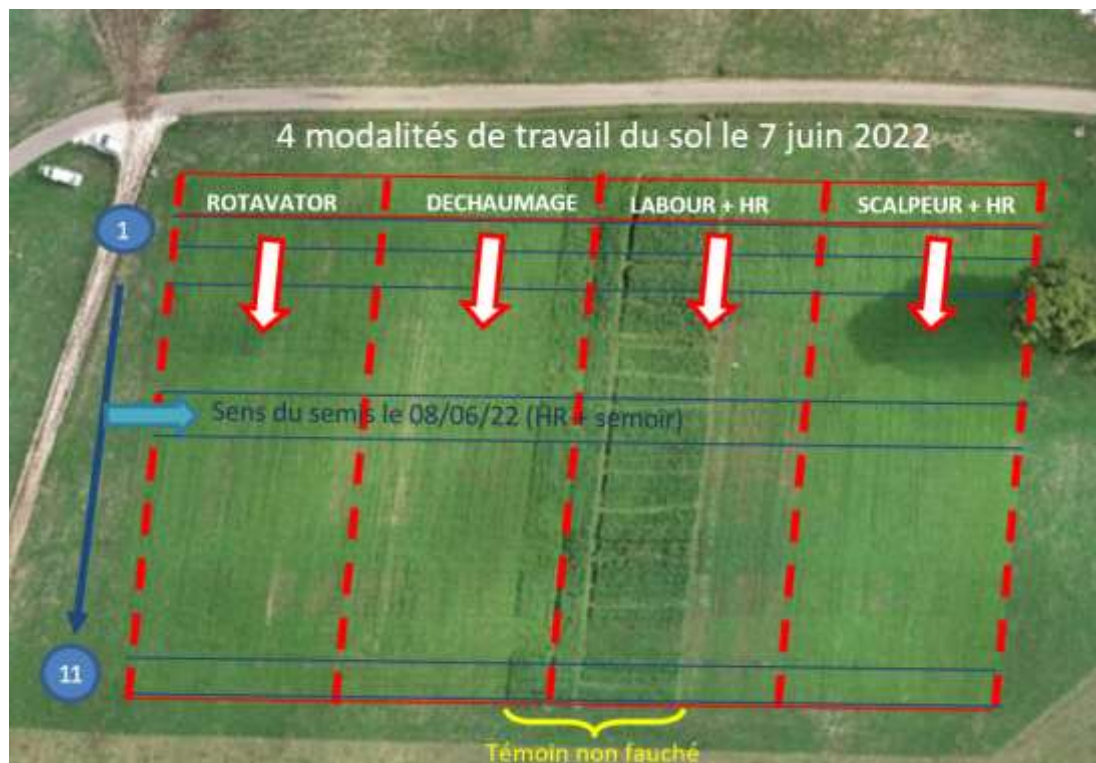 4 modalités de travail du sol le 7 juin 2022
ROTAVATOR
DECHAUMAGE
LABOUR + HR
SCALPEUR + HR
1
Sens du semis le 08/06/22 (HR + semoir)
11
Témoin non fauché